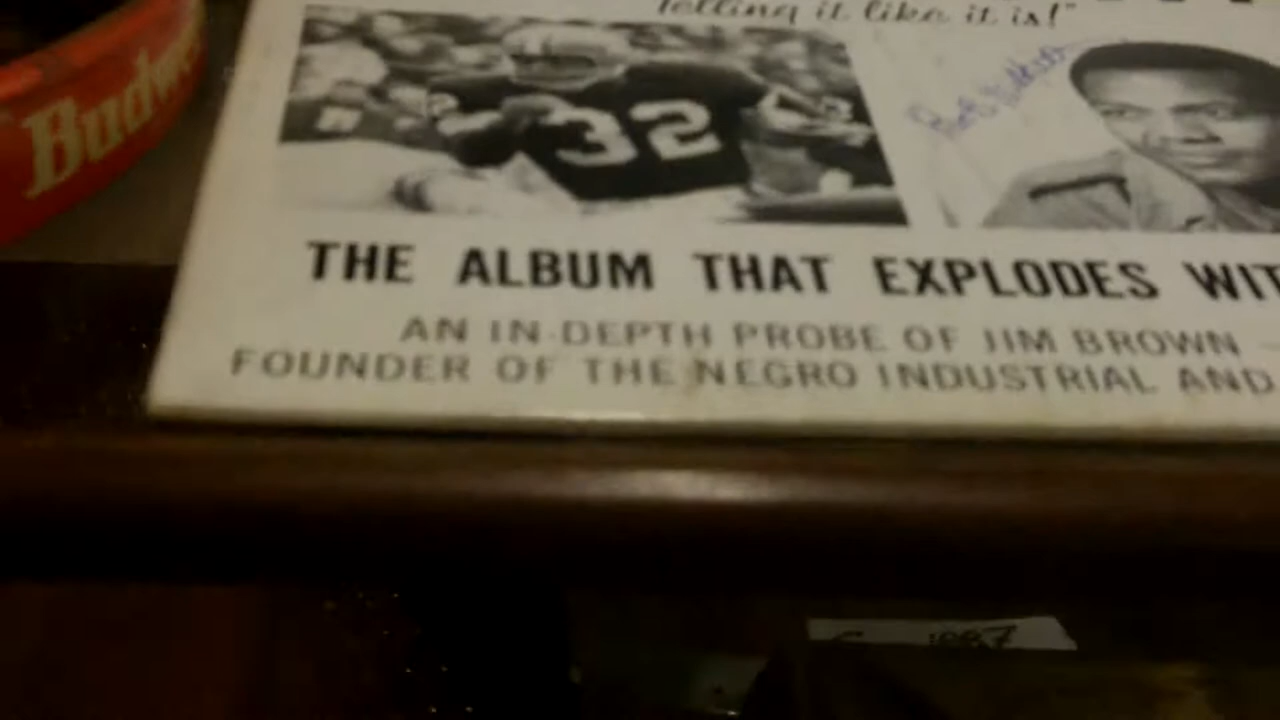 Telling it like it is!"
Budw
32
THE ALBUM THAT EXPLODES WIT
AN IN-DEPTH PROBE OF JIM BROWN -
FOUNDER OF THE NEGRO INDUSTRIAL AND
1887